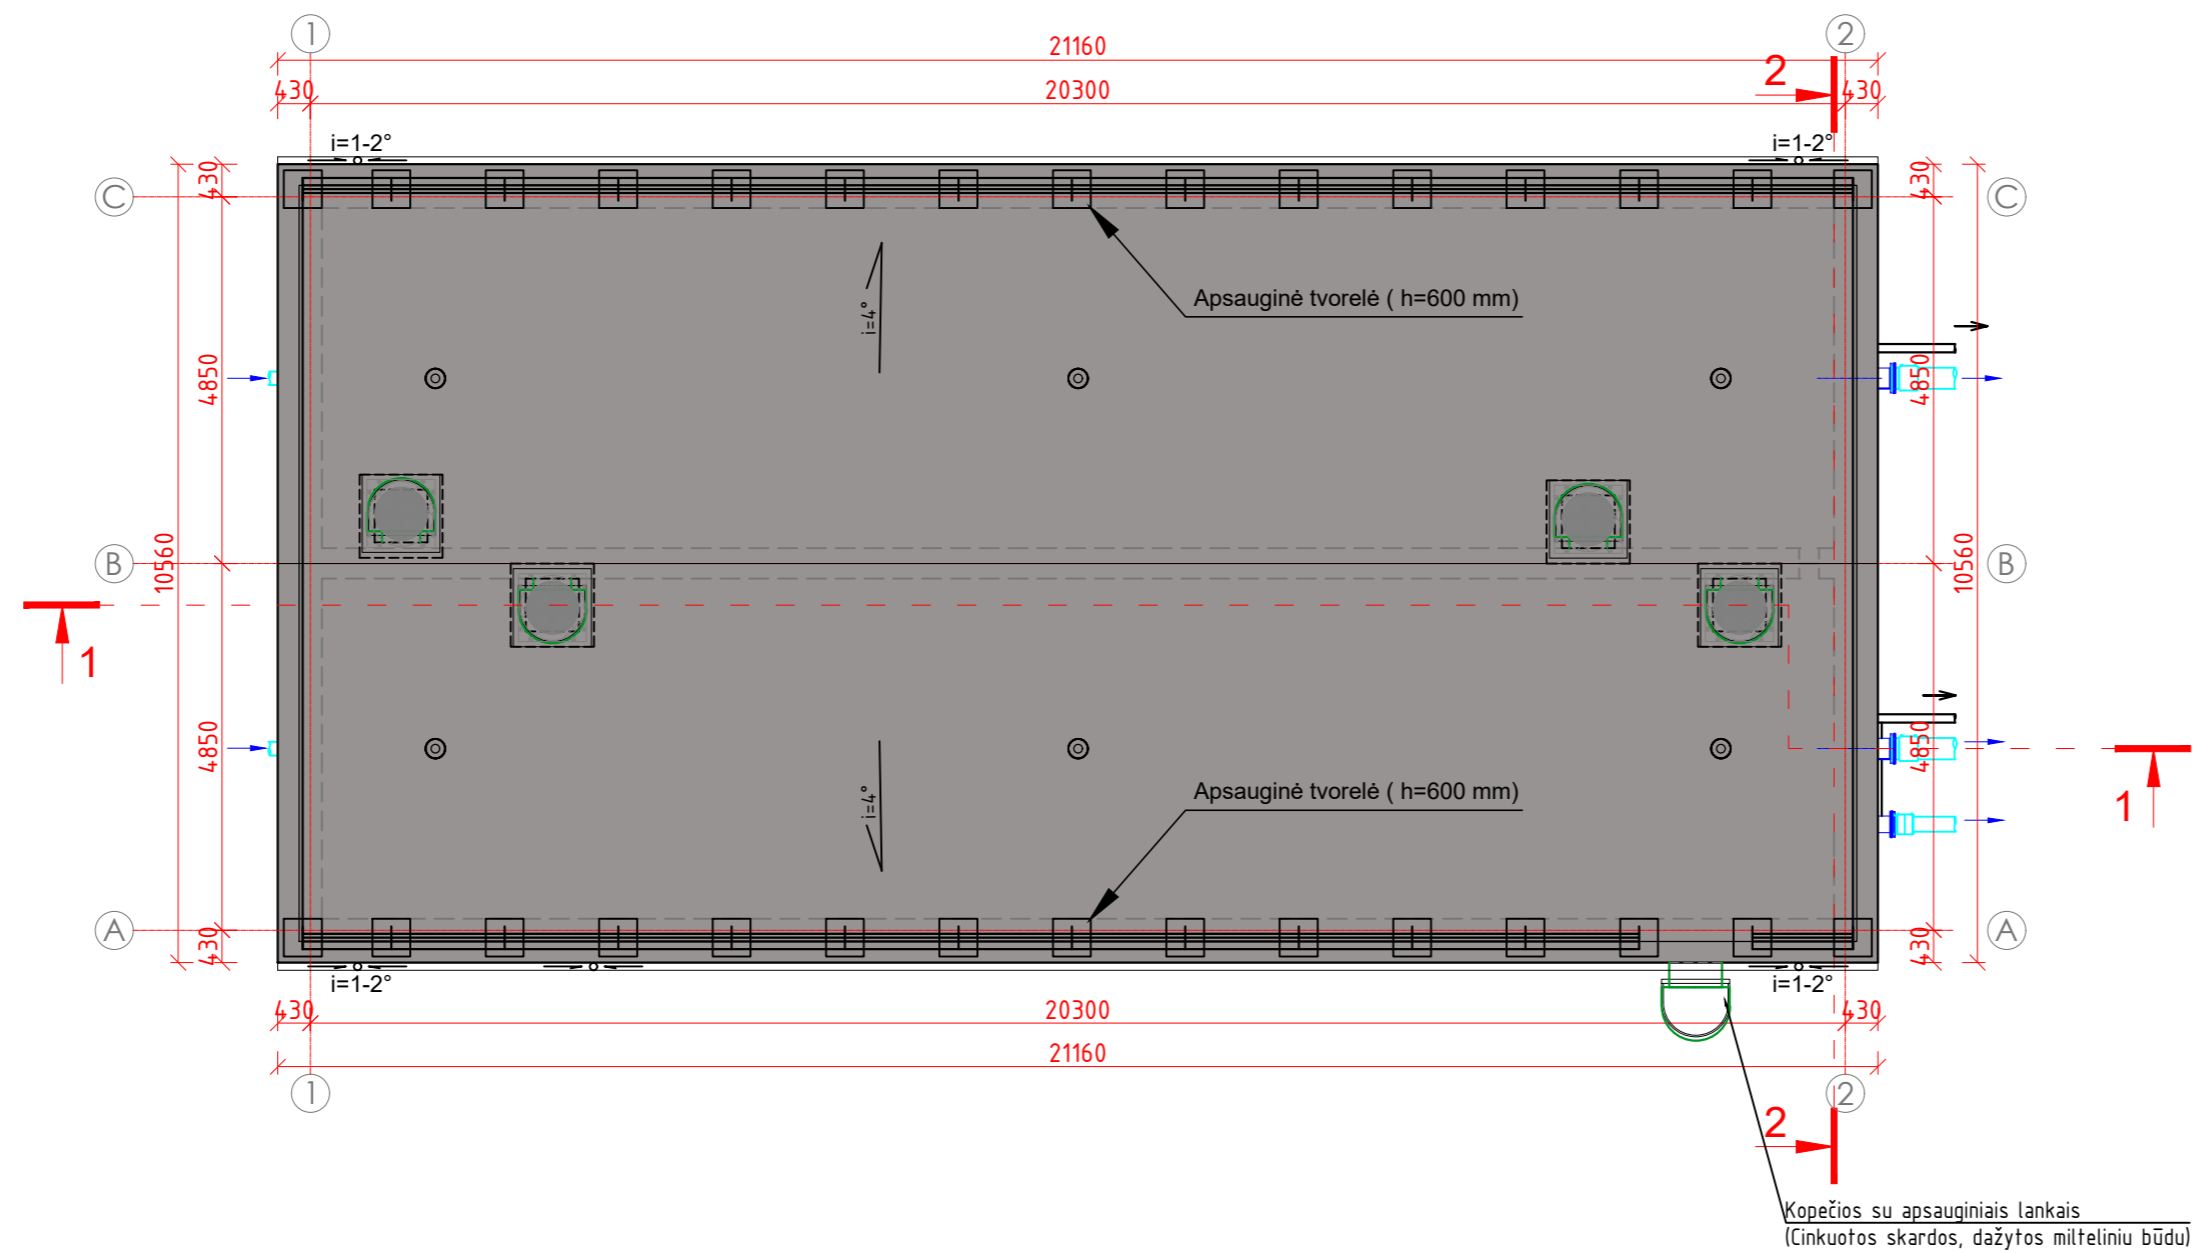 1
2
21160
430
20300
430
2
i=1-2°
i=1-2°
430
430
C
C
Apsauginė tvorelė ( h=600 mm)
i=4°
4850
4850
B
10560
10560
B
1
4850
4850
Apsauginė tvorelė ( h=600 mm)
i=4°
1
A
A
430
430
i=1-2°
i=1-2°
430
20300
430
21160
1
2
2
Kopečios su apsauginiais lankais
(Cinkuotos skardos, dažytos milteliniu būdu)